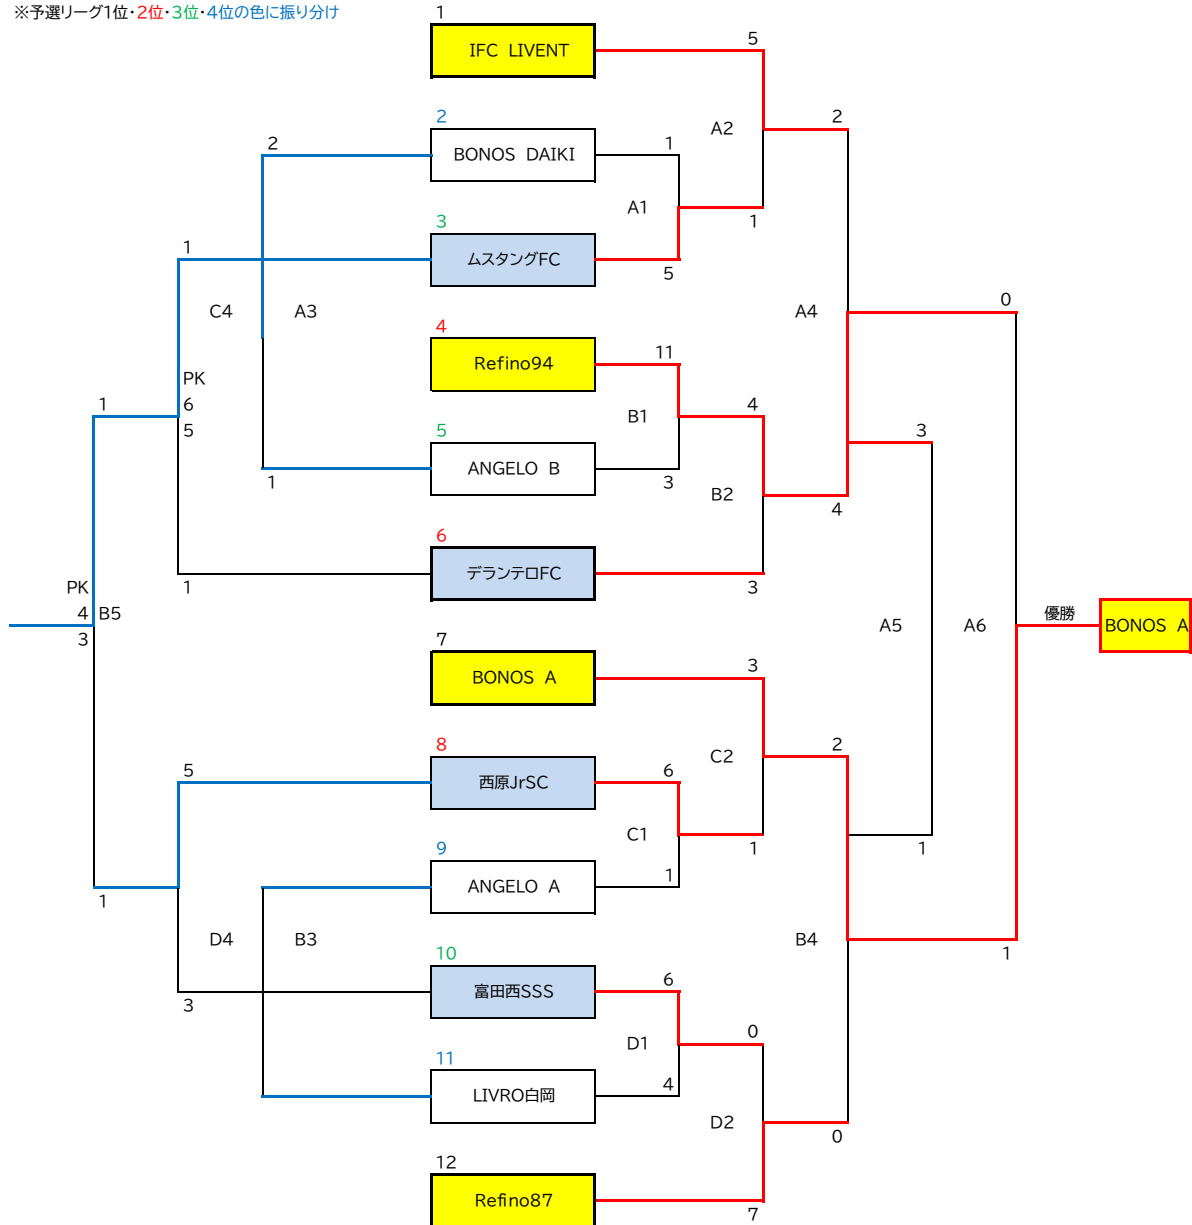 ※予選リーグ1位・2位・3位・4位の色に振り分け
1
IFC LIVENT
5
2
BONOS DAIKI
A2
2
2
1
A1
3
ムスタングFC
1
1
5
C4
A3
A4
0
4
Refino94
11
PK
6
5
1
B1
4
5
ANGELO B
3
1
3
B2
4
6
デランテロFC
1
3
PK
4
3
B5
A5
A6
優勝
BONOS A
7
BONOS A
3
8
西原JrSC
C2
2
5
6
C1
9
ANGELO A
1
1
1
1
D4
B3
B4
1
10
富田西SSS
6
3
D1
0
11
LIVRO白岡
4
D2
0
12
Refino87
7